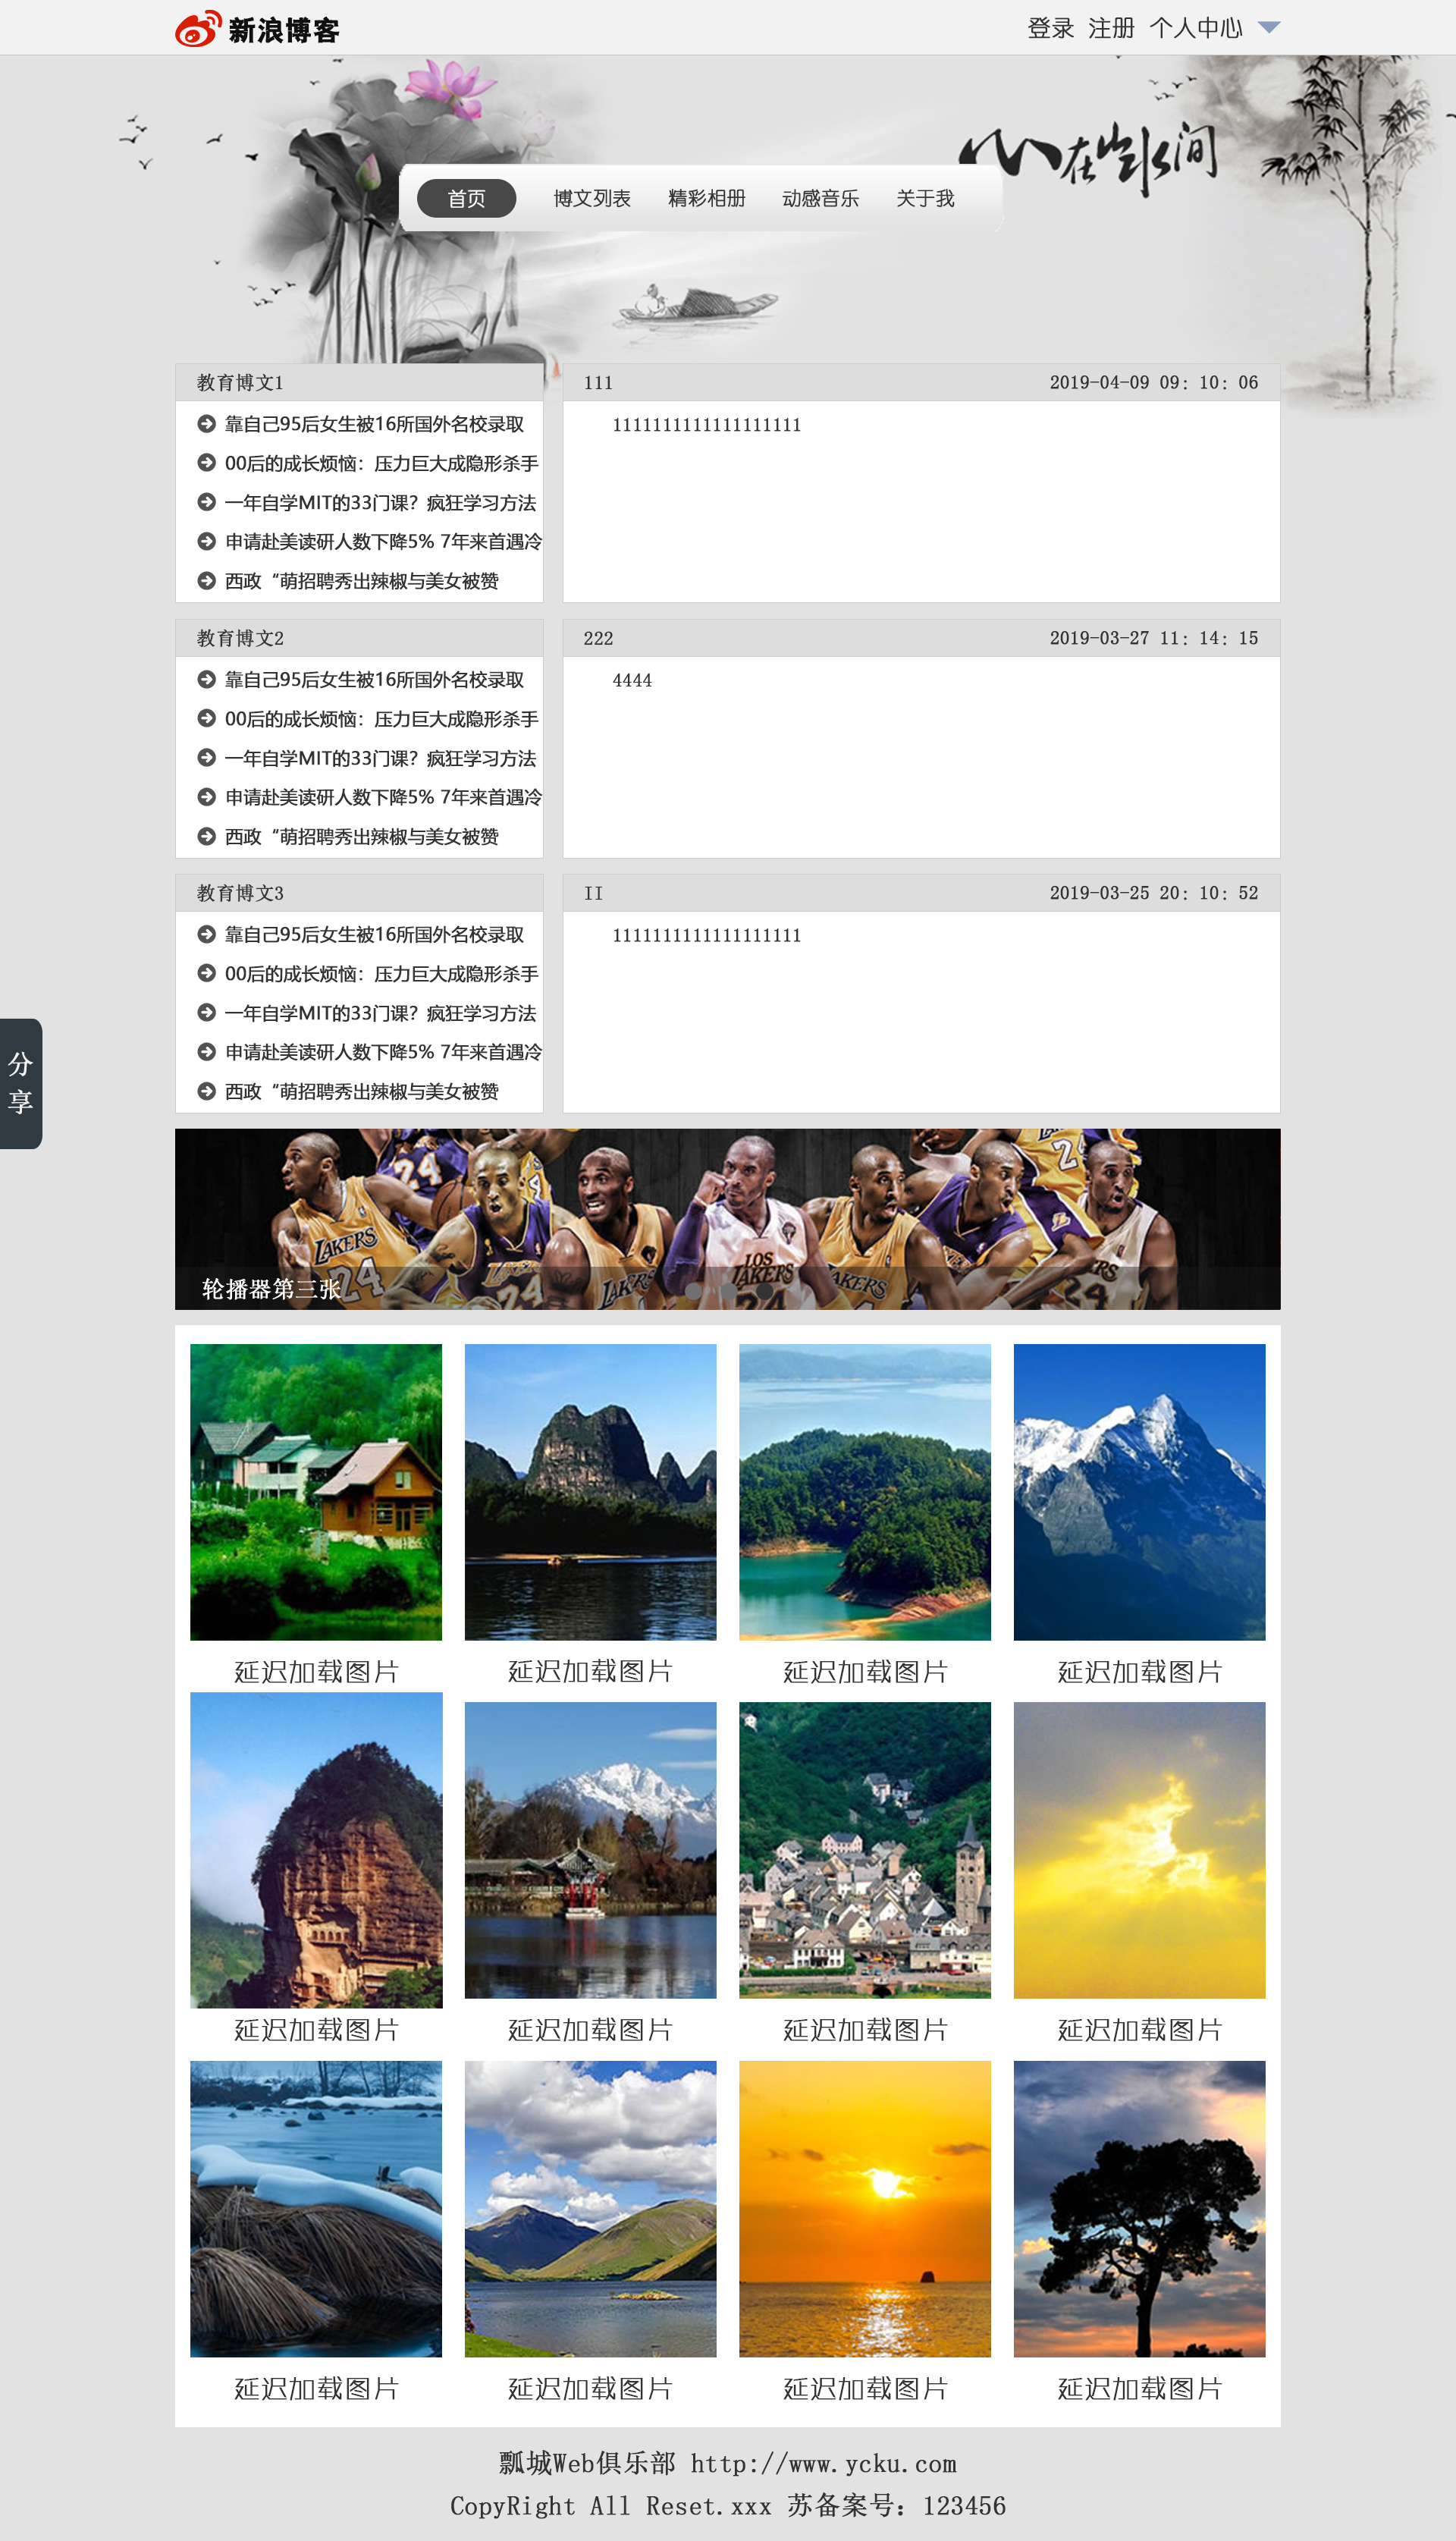 新浪博客
登录 注册 个人中心
心在山水间
首页 博文列表 精彩相册 动感音乐 关于我
教育博文1
靠自己95后女生被16所国外名校录取
00后的成长烦恼：压力巨大成隐形杀手
一年自学MIT的33门课？疯狂学习方法
申请赴美读研人数下降5% 7年来首遇冷
西政“萌招聘秀出辣椒与美女被赞
111 2019-04-09 09：10：06
1111111111111111111
教育博文2
靠自己95后女生被16所国外名校录取
00后的成长烦恼：压力巨大成隐形杀手
一年自学MIT的33门课？疯狂学习方法
申请赴美读研人数下降5% 7年来首遇冷
西政“萌招聘秀出辣椒与美女被赞
222 2019-03-27 11：14：15
4444
教育博文3
靠自己95后女生被16所国外名校录取
00后的成长烦恼：压力巨大成隐形杀手
一年自学MIT的33门课？疯狂学习方法
申请赴美读研人数下降5% 7年来首遇冷
西政“萌招聘秀出辣椒与美女被赞
II 2019-03-25 20：10：52
1111111111111111111
分
享
24
LAKERS
24
LOS
LAKERS
LAKERS
24
24
轮播器第三张
延迟加载图片 延迟加载图片 延迟加载图片 延迟加载图片
延迟加载图片 延迟加载图片 延迟加载图片 延迟加载图片
延迟加载图片 延迟加载图片 延迟加载图片 延迟加载图片
瓢城Web俱乐部 http://www.ycku.com
CopyRight All Reset.xxx 苏备案号：123456